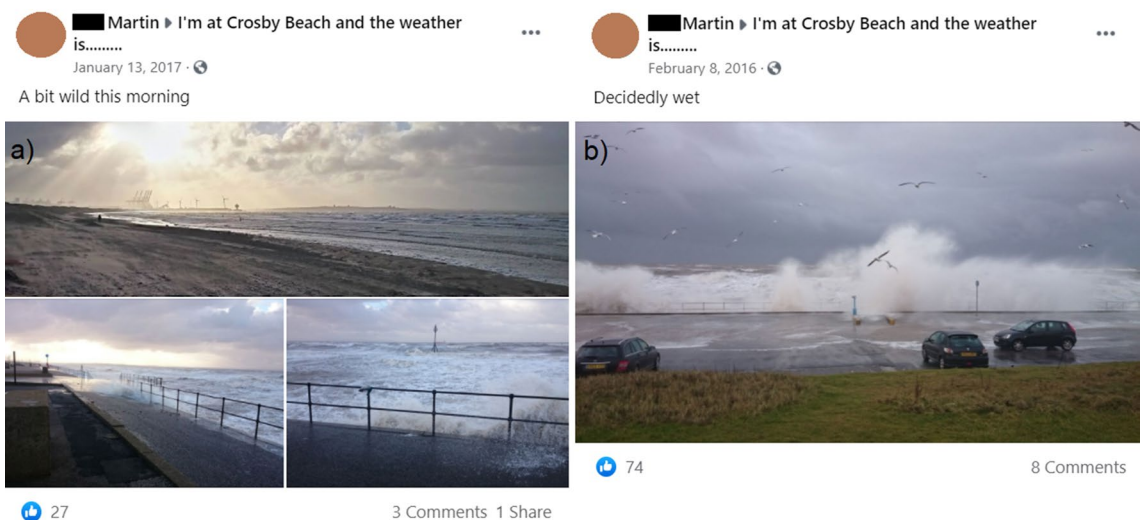 Martin ▸ I'm at Crosby Beach and the weather
is.........
January 13, 2017 ·
A bit wild this morning
a)
27
3 Comments 1 Share
Martin ▸ I'm at Crosby Beach and the weather
is.........
February 8, 2016 ·
Decidedly wet
b)
74
8 Comments